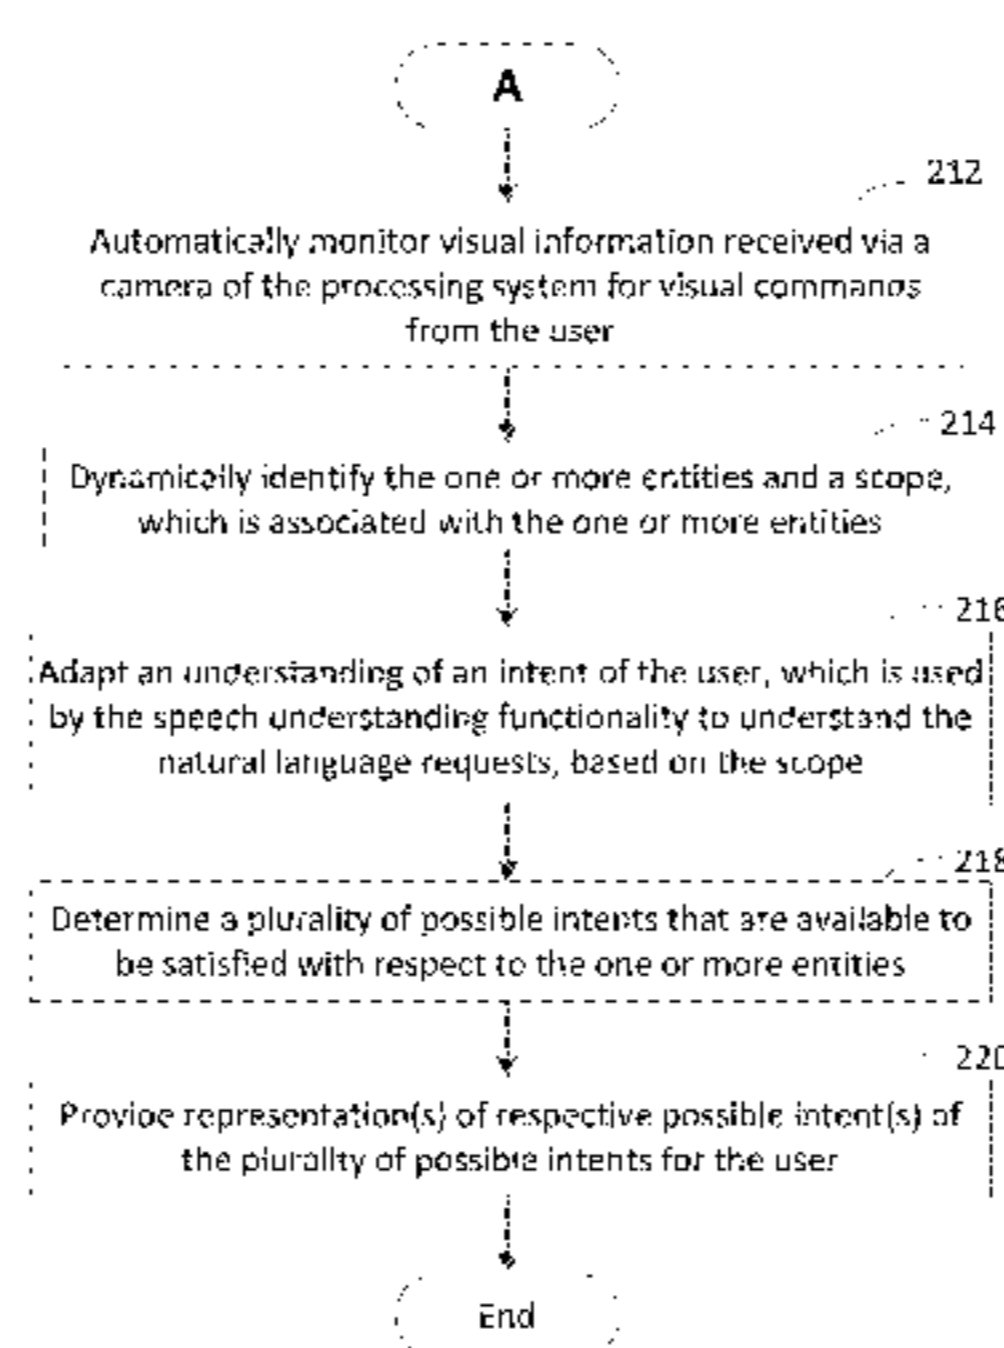 A
212
Automatically monitor visual information received via a
camera of the processing system for visual commands
from the user
214
Dynamically identify the one or more entities and a scope,
which is associated with the one or more entities
216
Adapt an understanding of an intent of the user, which is used
by the speech understanding functionality to understand the
natural language requests, based on the scope
218
Determine a plurality of possible intents that are available to
be satisfied with respect to the one or more entities
220
Provide representation(s) of respective possible intent(s) of
the plurality of possible intents for the user
End